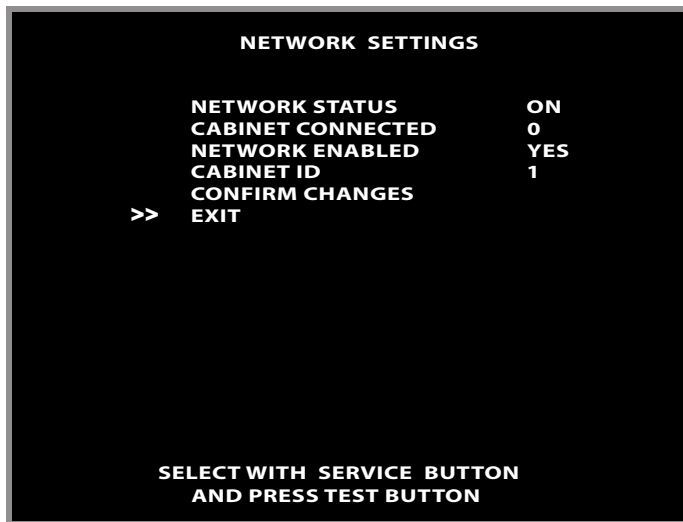 NETWORK SETTINGS
NETWORK STATUS ON
CABINET CONNECTED 0
NETWORK ENABLED YES
CABINET ID 1
CONFIRM CHANGES
>> EXIT
SELECT WITH SERVICE BUTTON
AND PRESS TEST BUTTON